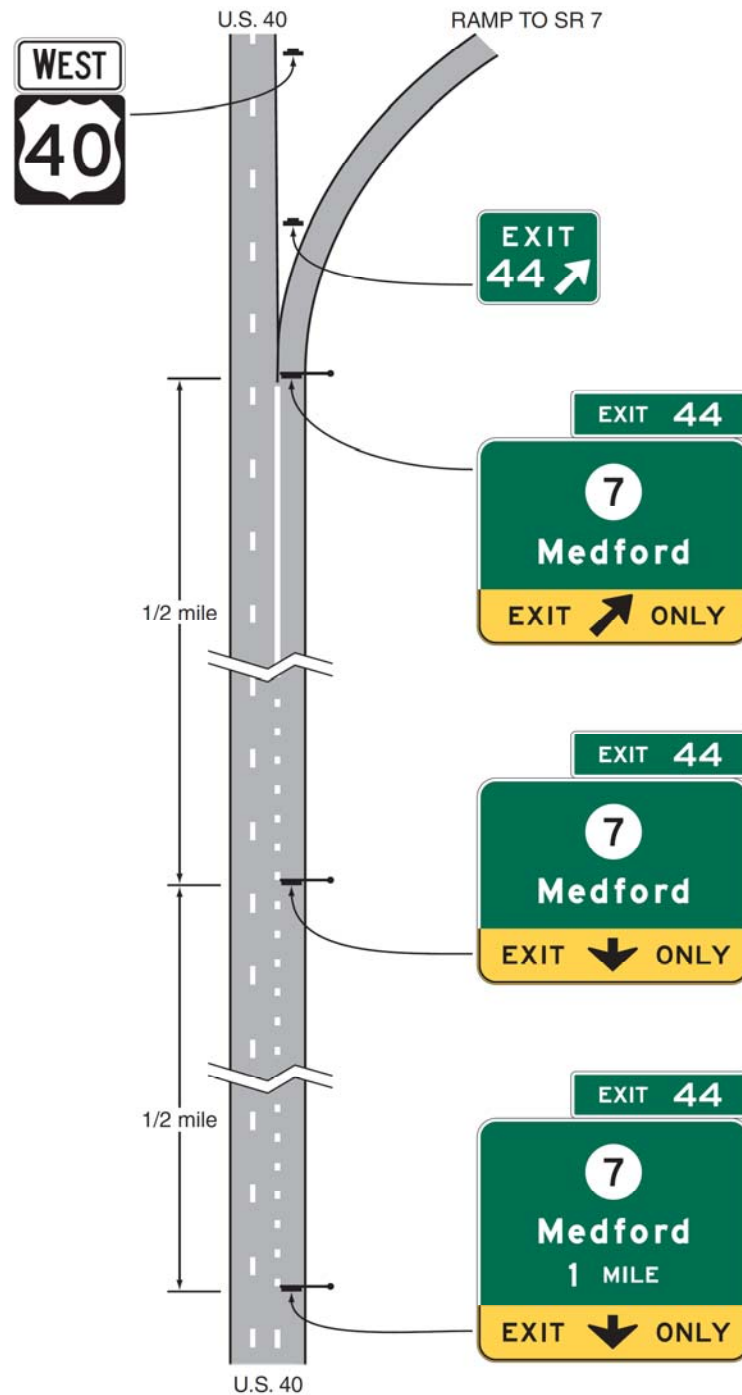 U.S. 40
RAMP TO SR 7
WEST
40
EXIT
44
EXIT 44
7
Medford
EXIT ONLY
1/2 mile
EXIT 44
7
Medford
EXIT ONLY
1/2 mile
EXIT 44
7
Medford
1 MILE
EXIT ONLY
U.S. 40